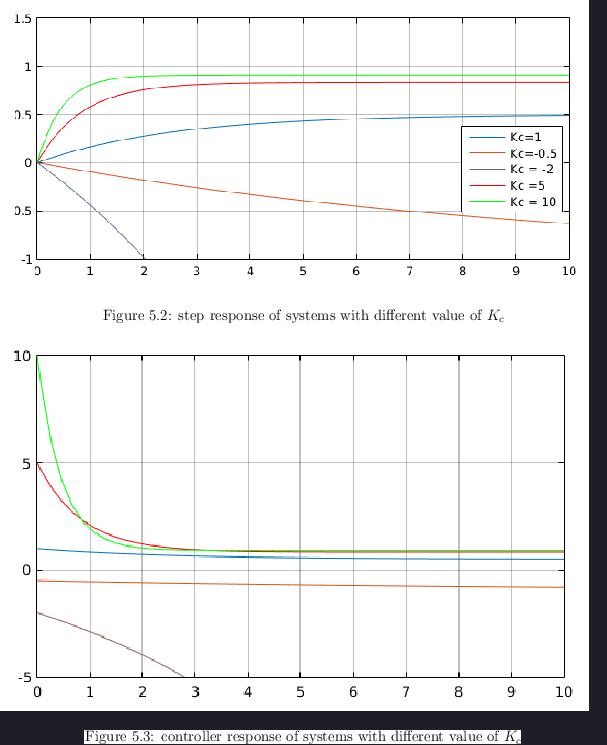 1.5
1
0.5
0
0.5
-1
0 1 2 3 4 5 6 7 8 9 10
Kc=1
Kc=-0.5
Kc = -2
Kc =5
Kc = 10
Figure 5.2: step response of systems with different value of K_c
10
5
0
-5
0 1 2 3 4 5 6 7 8 9 10
Figure 5.3: controller response of systems with different value of K_c